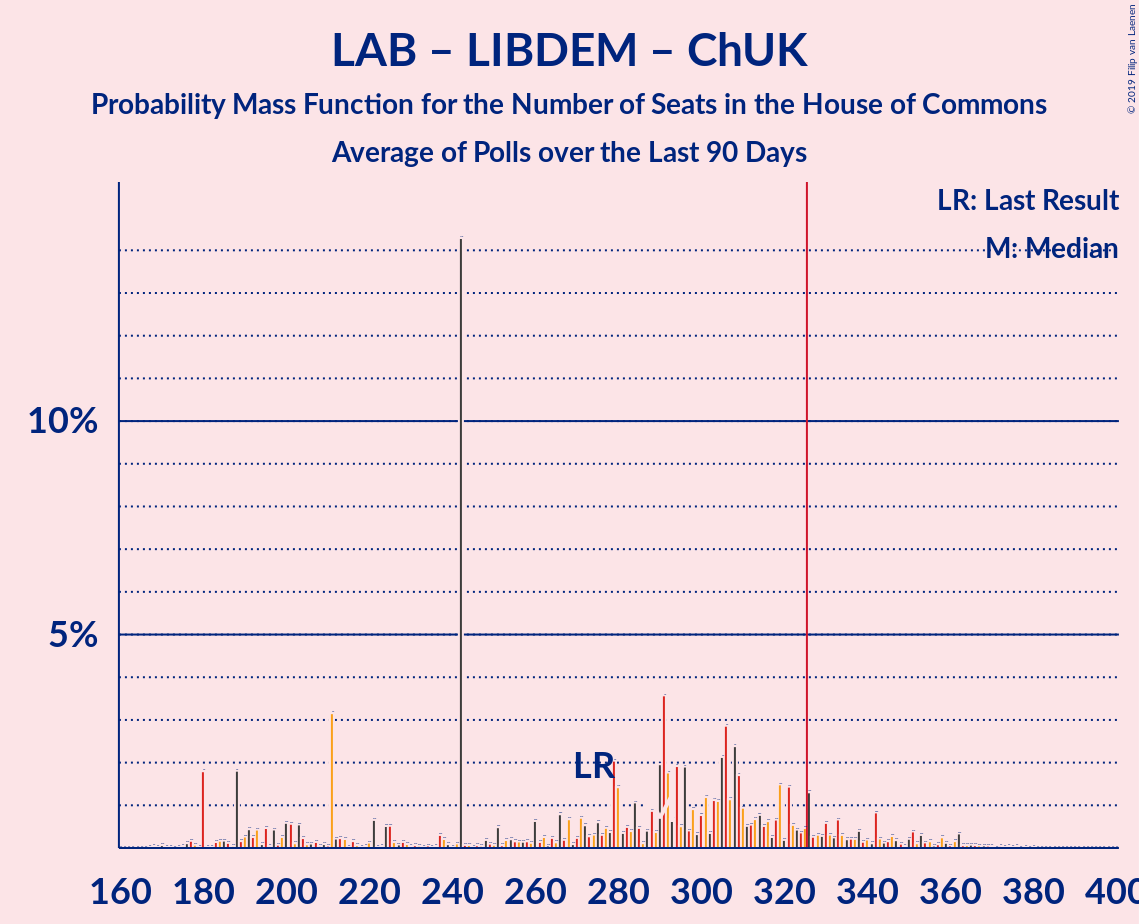 LAB – LIBDEM – ChUK
Probability Mass Function for the Number of Seats in the House of Commons
Average of Polls over the Last 90 Days
© 2019 Filip van Laenen
LR: Last Result
M: Median
10%
5%
LR
160 180 200 220 240 260 280 300 320 340 360 380 400